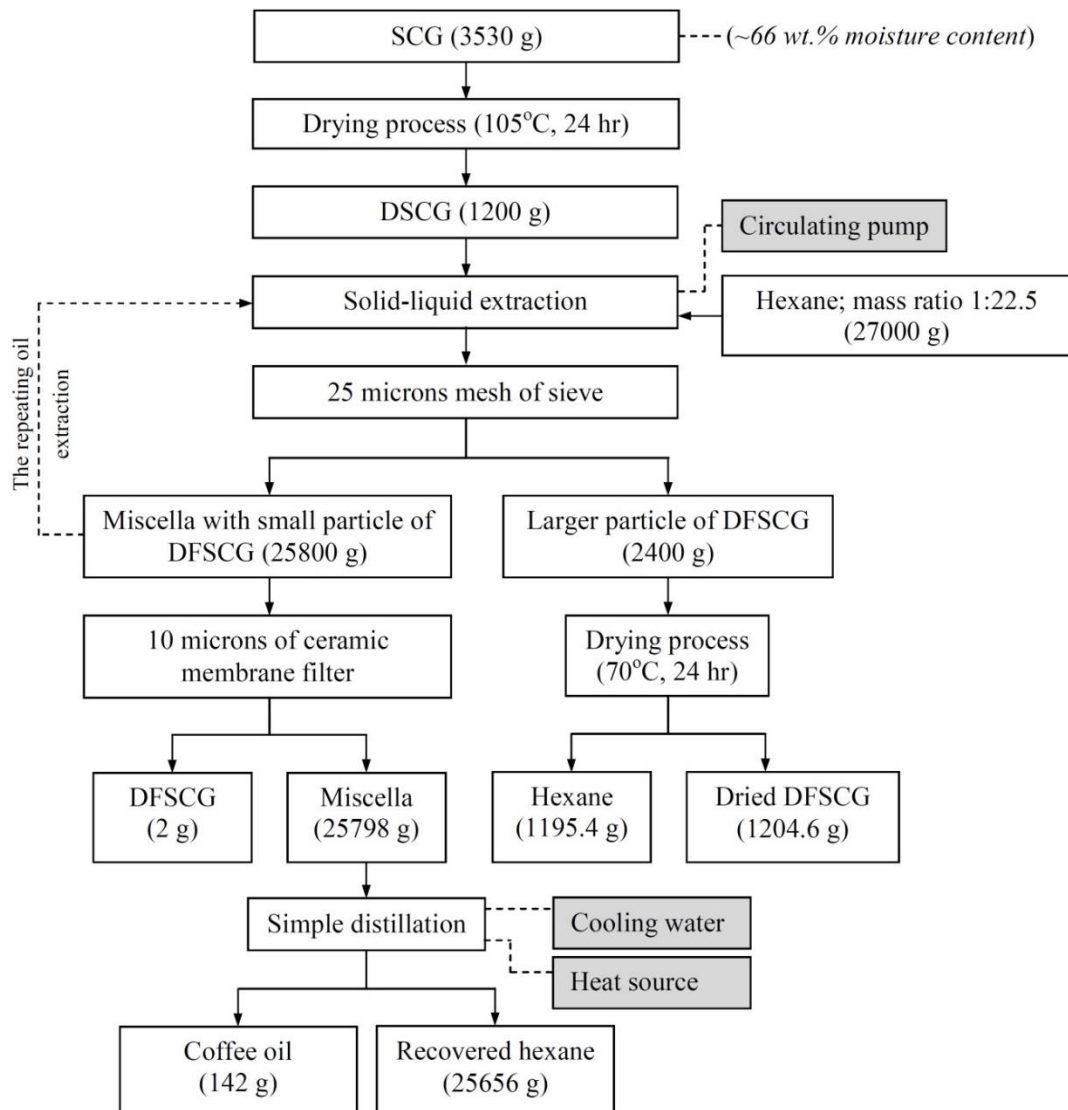 SCG (3530 g)
(~66 wt.% moisture content)
Drying process (105°C, 24 hr)
DSCG (1200 g)
Circulating pump
Solid-liquid extraction
Hexane; mass ratio 1:22.5
(27000 g)
25 microns mesh of sieve
The repeating oil
extraction
Miscella with small particle of
DFSCG (25800 g)
Larger particle of DFSCG
(2400 g)
10 microns of ceramic
membrane filter
Drying process
(70°C, 24 hr)
DFSCG
(2 g)
Miscella
(25798 g)
Hexane
(1195.4 g)
Dried DFSCG
(1204.6 g)
Simple distillation
Cooling water
Heat source
Coffee oil
(142 g)
Recovered hexane
(25656 g)